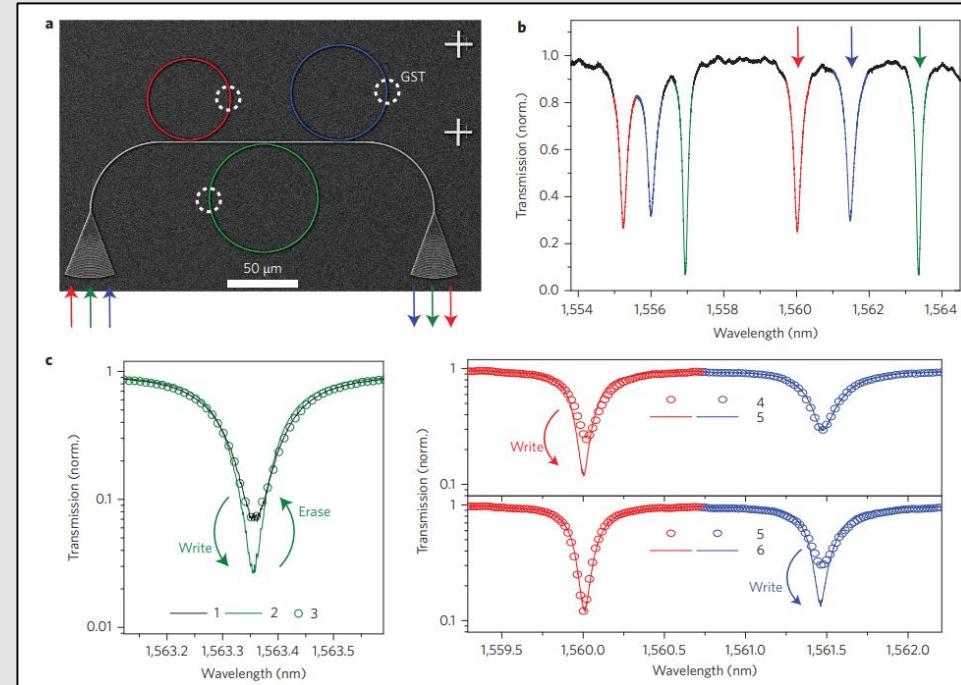 a
GST
50 μm
b
Transmission (norm.)
1.0
0.8
0.6
0.4
0.2
0.0
1,554
1,556
1,558
1,560
1,562
1,564
Wavelength (nm)
c
Transmission (norm.)
1
0.1
0.01
Write
Erase
1 2 3
1,563.2
1,563.3
1,563.4
1,563.5
Wavelength (nm)
Transmission (norm.)
1
0.1
Write
4
5
1
0.1
5
6
Write
1,559.5
1,560.0
1,560.5
1,561.0
1,561.5
1,562.0
Wavelength (nm)